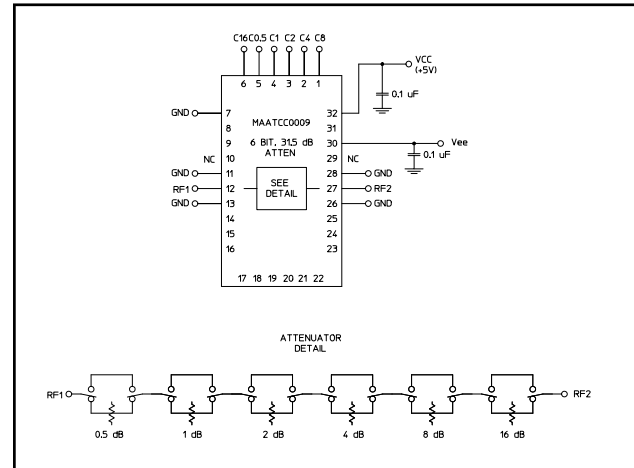 C16 C0.5 C1 C2 C4 C8
6 5 4 3 2 1
VCC
(+5V)
0.1 uF
GND 7 32
MAATCC0009
8 31
9 6 BIT, 31.5 dB 30 Vee
ATTEN
0.1 uF
NC 10 29 NC
GND 11 28 GND
SEE
DETAIL
RF1 12 27 RF2
GND 13 26 GND
14 25
15 24
16 23
17 18 19 20 21 22
ATTENUATOR
DETAIL
RF1 RF2
0.5 dB 1 dB 2 dB 4 dB 8 dB 16 dB